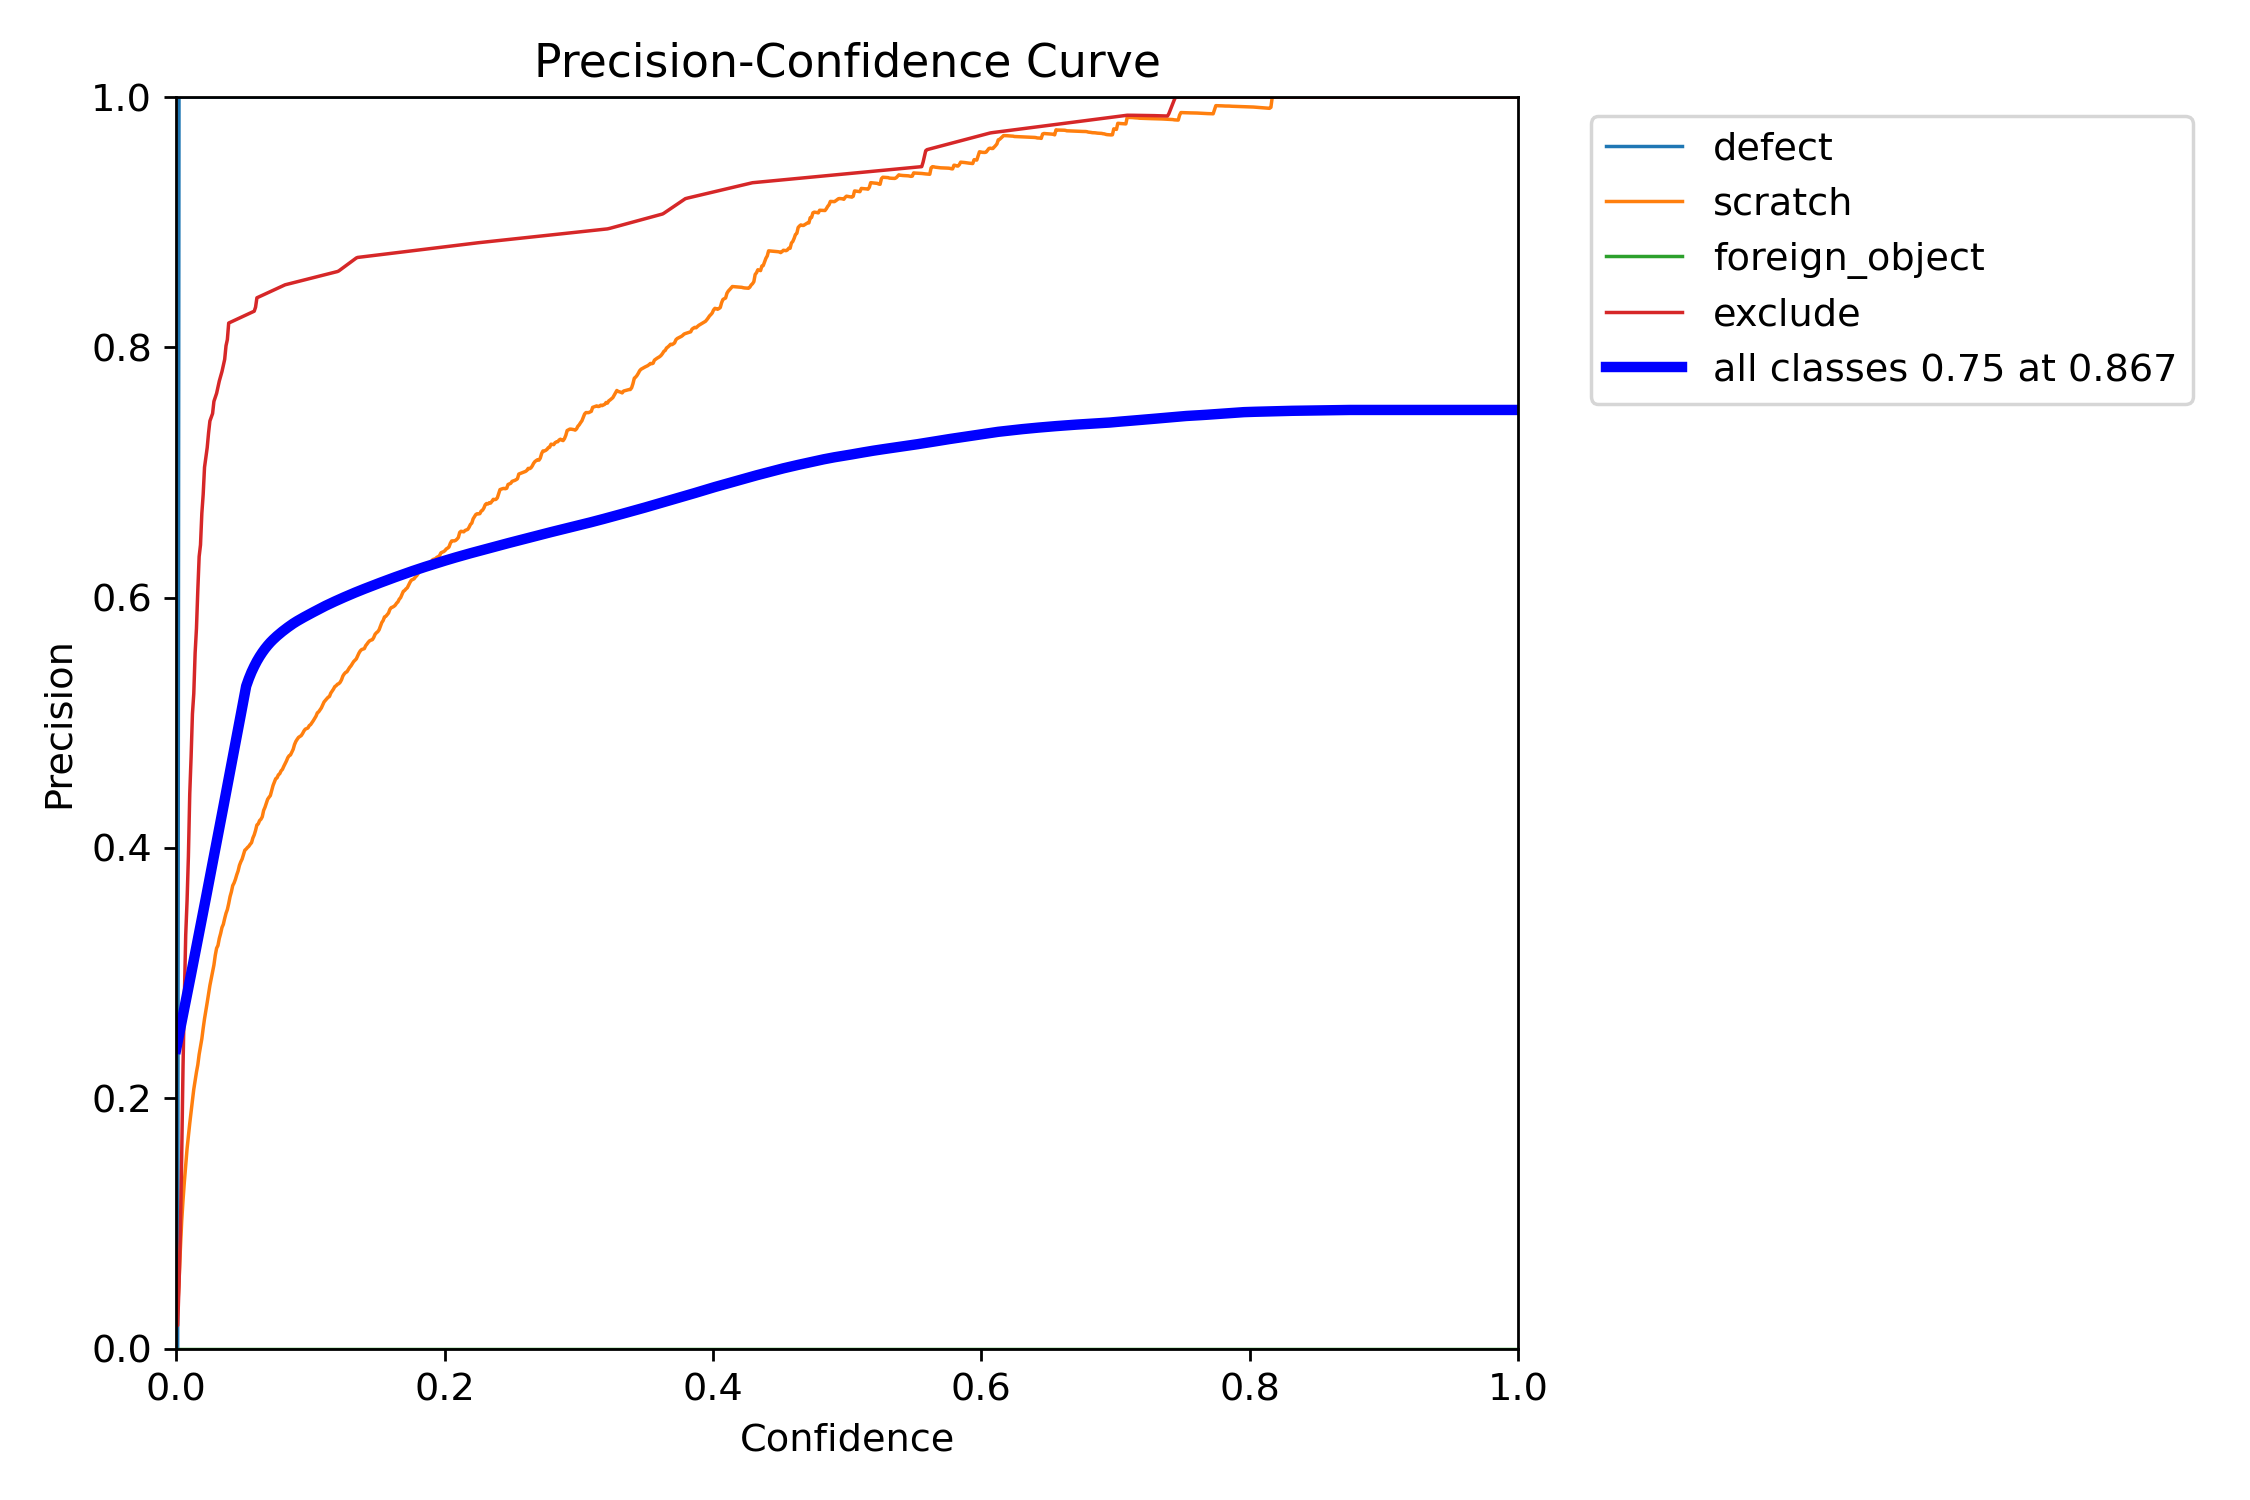 Precision-Confidence Curve
1.0
0.8
0.6
0.4
0.2
0.0
Precision
0.0 0.2 0.4 0.6 0.8 1.0
Confidence
defect
scratch
foreign_object
exclude
all classes 0.75 at 0.867